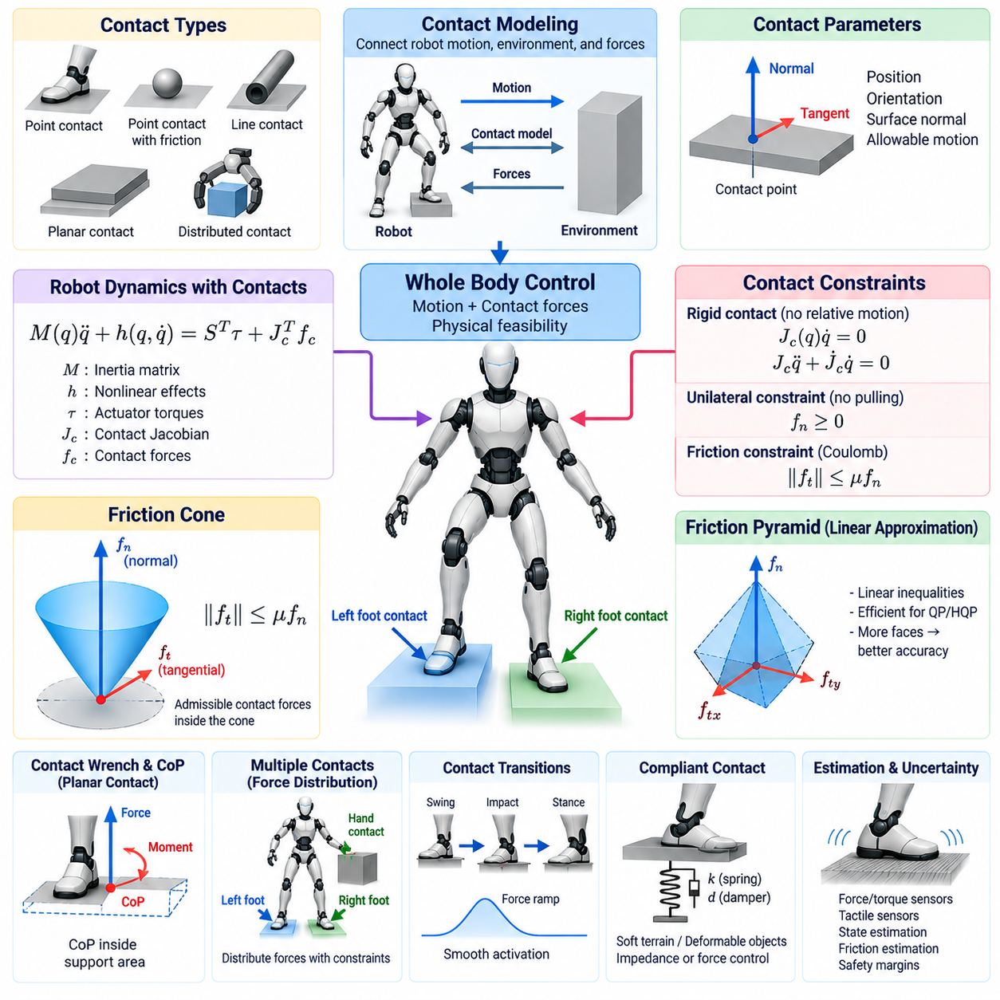 Contact Types
Point contact
Point contact
with friction
Line contact
Planar contact
Distributed contact
Contact Modeling
Connect robot motion, environment, and forces
Motion
Contact model
Forces
Robot
Environment
Contact Parameters
Normal
Tangent
Contact point
Position
Orientation
Surface normal
Allowable motion
Robot Dynamics with Contacts
M(q)q̈ + h(q, q̇) = S^T τ + J_c^T f_c
M : Inertia matrix
h : Nonlinear effects
τ : Actuator torques
J_c : Contact Jacobian
f_c : Contact forces
Whole Body Control
Motion + Contact forces
Physical feasibility
Contact Constraints
Rigid contact (no relative motion)
J_c(q)q̇ = 0
J_c q̈ + J̇_c q̇ = 0
Unilateral constraint (no pulling)
f_n ≥ 0
Friction constraint (Coulomb)
‖f_t‖ ≤ μf_n
Friction Cone
f_n
(normal)
‖f_t‖ ≤ μf_n
f_t
(tangential)
Admissible contact forces
inside the cone
Left foot contact
Right foot contact
Friction Pyramid (Linear Approximation)
f_n
f_ty
f_tx
- Linear inequalities
- Efficient for QP/HQP
- More faces →
better accuracy
Contact Wrench & CoP
(Planar Contact)
Force
Moment
CoP
CoP inside
support area
Multiple Contacts
(Force Distribution)
Hand
contact
Left foot
Right foot
Distribute forces with constraints
Contact Transitions
Swing
Impact
Stance
Force ramp
Smooth activation
Compliant Contact
k (spring)
d (damper)
Soft terrain / Deformable objects
Impedance or force control
Estimation & Uncertainty
Force/torque sensors
Tactile sensors
State estimation
Friction estimation
Safety margins